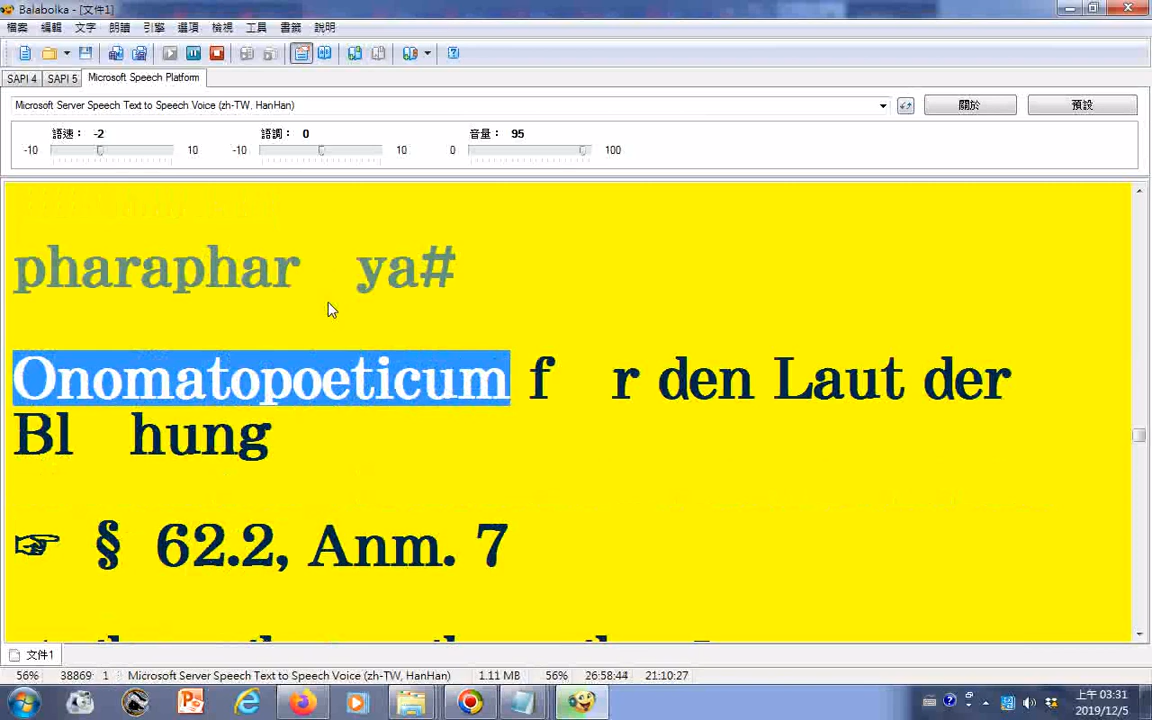 Balabolka - [文件1]
檔案 編輯 文字 朗讀 引擎 選項 檢視 工具 書籤 說明
SAPI 4 SAPI 5 Microsoft Speech Platform
Microsoft Server Speech Text to Speech Voice (zh-TW, HanHan) 關於 預設
語速： -2 語調： 0 音量： 95
-10 10 -10 10 0 100
pharaphar ya#
Onomatopoeticum f r den Laut der
Bl hung
☞ § 62.2, Anm. 7
文件1
56% 38869 1 Microsoft Server Speech Text to Speech Voice (zh-TW, HanHan) 1.11 MB 56% 26:58:44 21:10:27
上午 03:31
2019/12/5